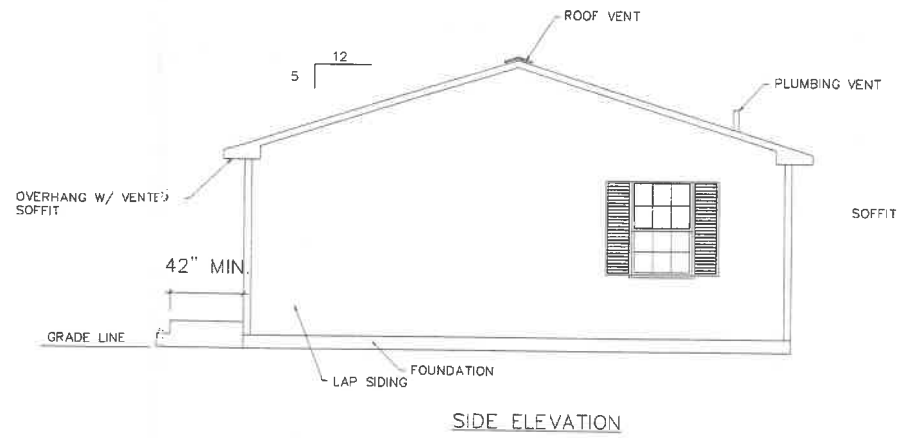 ROOF VENT
12
5
PLUMBING VENT
OVERHANG W/ VENTED
SOFFIT
SOFFIT
42" MIN.
GRADE LINE
FOUNDATION
LAP SIDING
SIDE ELEVATION